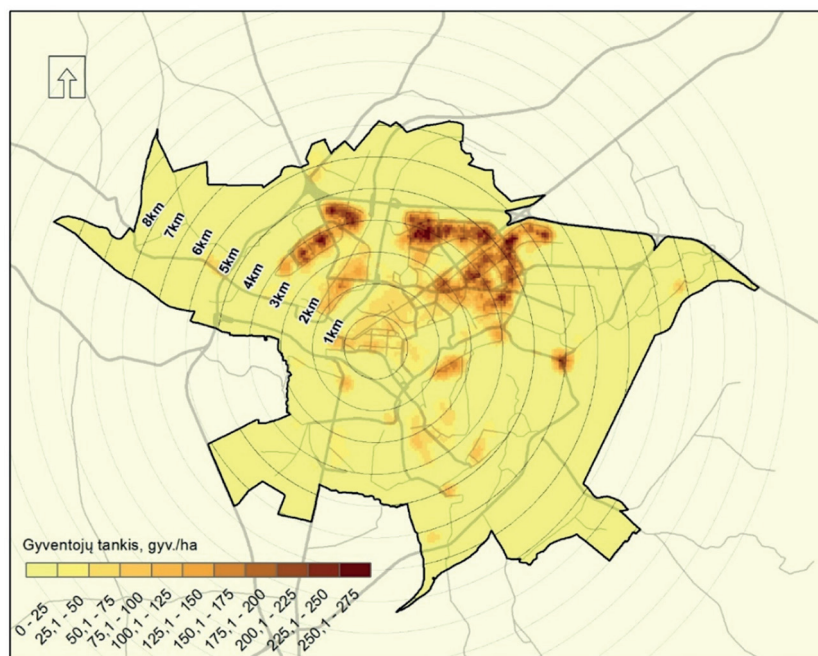 8km
7km
6km
5km
4km
3km
2km
1km
Gyventojų tankis, gyv./ha
0 - 25
25,1 - 50
50,1 - 75
75,1 - 100
100,1 - 125
125,1 - 150
150,1 - 175
175,1 - 200
200,1 - 225
225,1 - 250
250,1 - 275